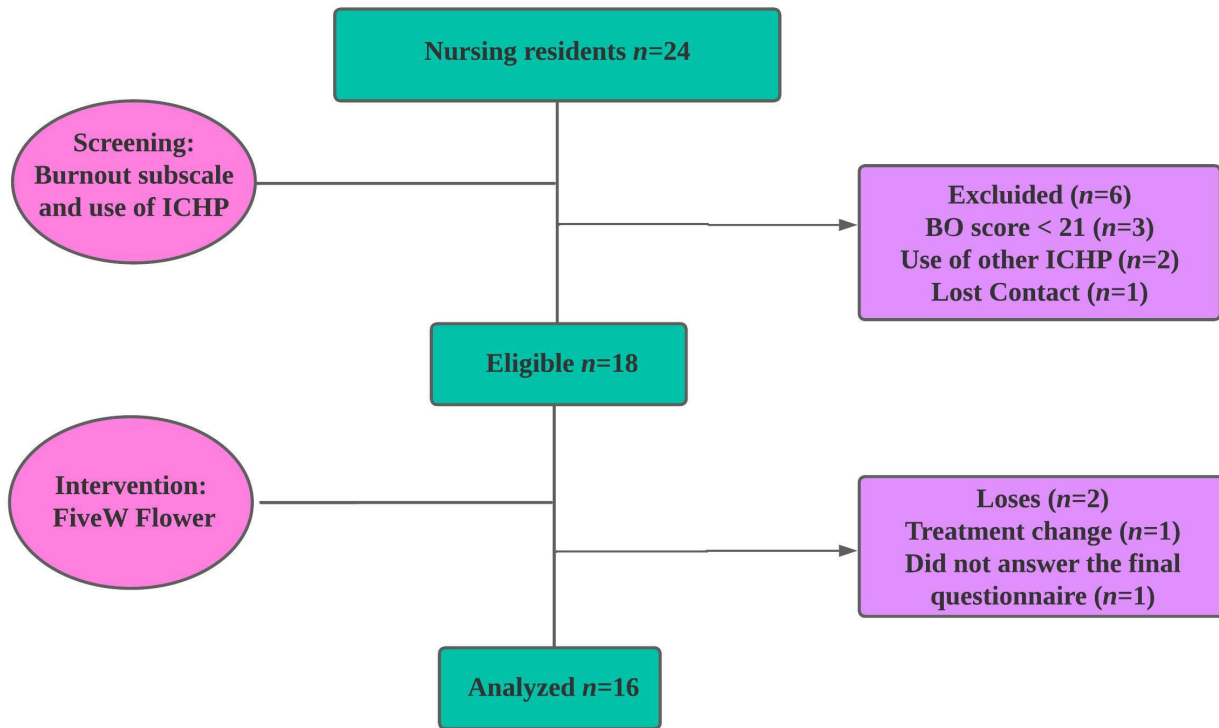 Nursing residents n=24
Screening:
Burnout subscale
and use of ICHP
Excluided (n=6)
BO score < 21 (n=3)
Use of other ICHP (n=2)
Lost Contact (n=1)
Eligible n=18
Intervention:
FiveW Flower
Loses (n=2)
Treatment change (n=1)
Did not answer the final
questionnaire (n=1)
Analyzed n=16